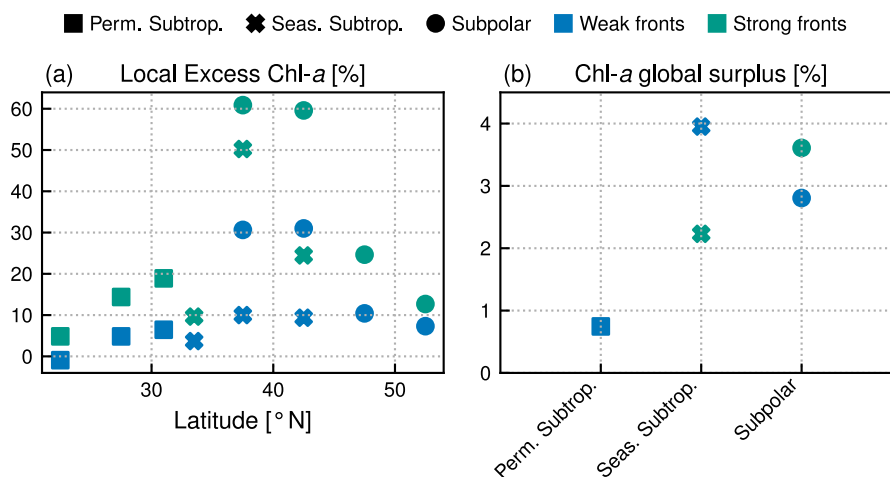 Perm. Subtrop. Seas. Subtrop. Subpolar Weak fronts Strong fronts
(a) Local Excess Chl-a [%]
60
50
40
30
20
10
0
30 40 50
Latitude [°N]
(b) Chl-a global surplus [%]
4
3
2
1
0
Perm. Subtrop.
Seas. Subtrop.
Subpolar